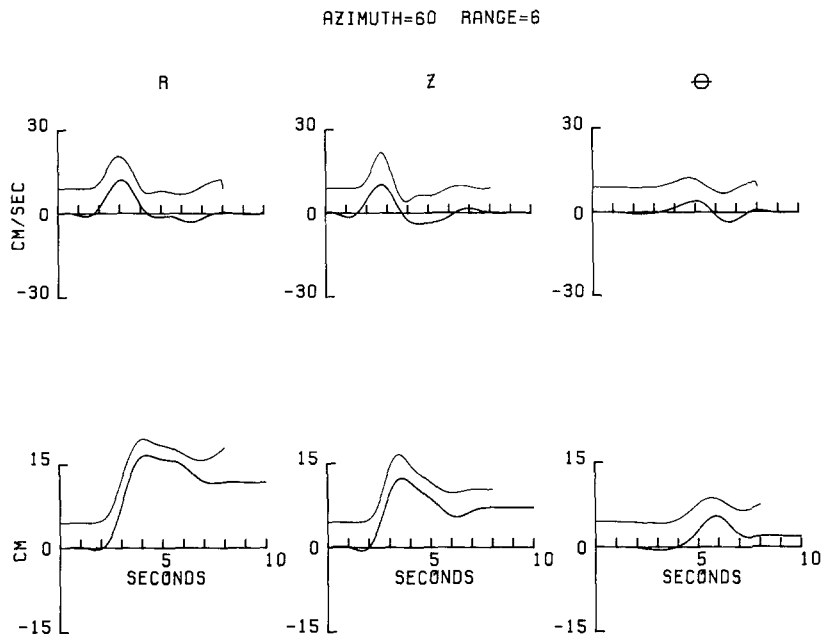 AZIMUTH=60 RANGE=6
R Z Θ
30 30 30
0 0 0
CM/SEC
-30 -30 -30
15 15 15
0 0 0
CM
5 10 5 10 5 10
SECONDS SECONDS SECONDS
-15 -15 -15